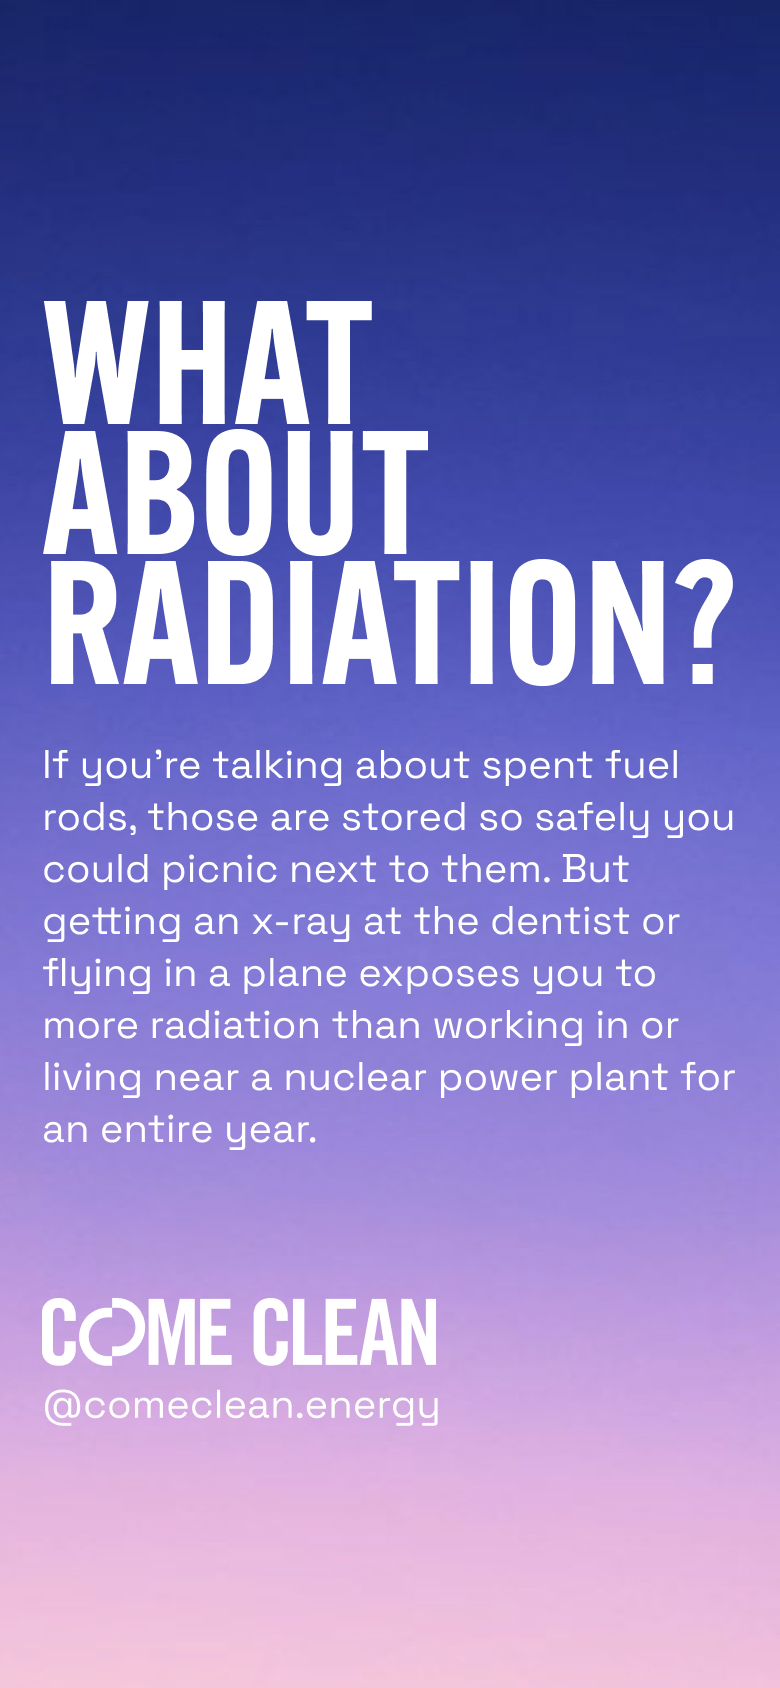 WHAT
ABOUT
RADIATION?
If you’re talking about spent fuel
rods, those are stored so safely you
could picnic next to them. But
getting an x-ray at the dentist or
flying in a plane exposes you to
more radiation than working in or
living near a nuclear power plant for
an entire year.
COME CLEAN
@comeclean.energy